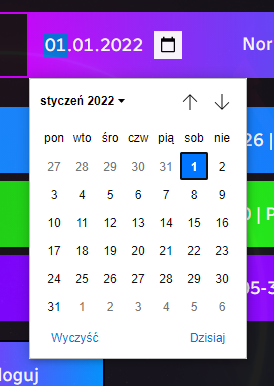 01.01.2022
Nor
styczeń 2022
pon wto śro czw pią sob nie
27 28 29 30 31 1 2
26 |
3 4 5 6 7 8 9
10 11 12 13 14 15 16
0 | P
17 18 19 20 21 22 23
24 25 26 27 28 29 30
05-3
31 1 2 3 4 5 6
Wyczyść Dzisiaj
loguj